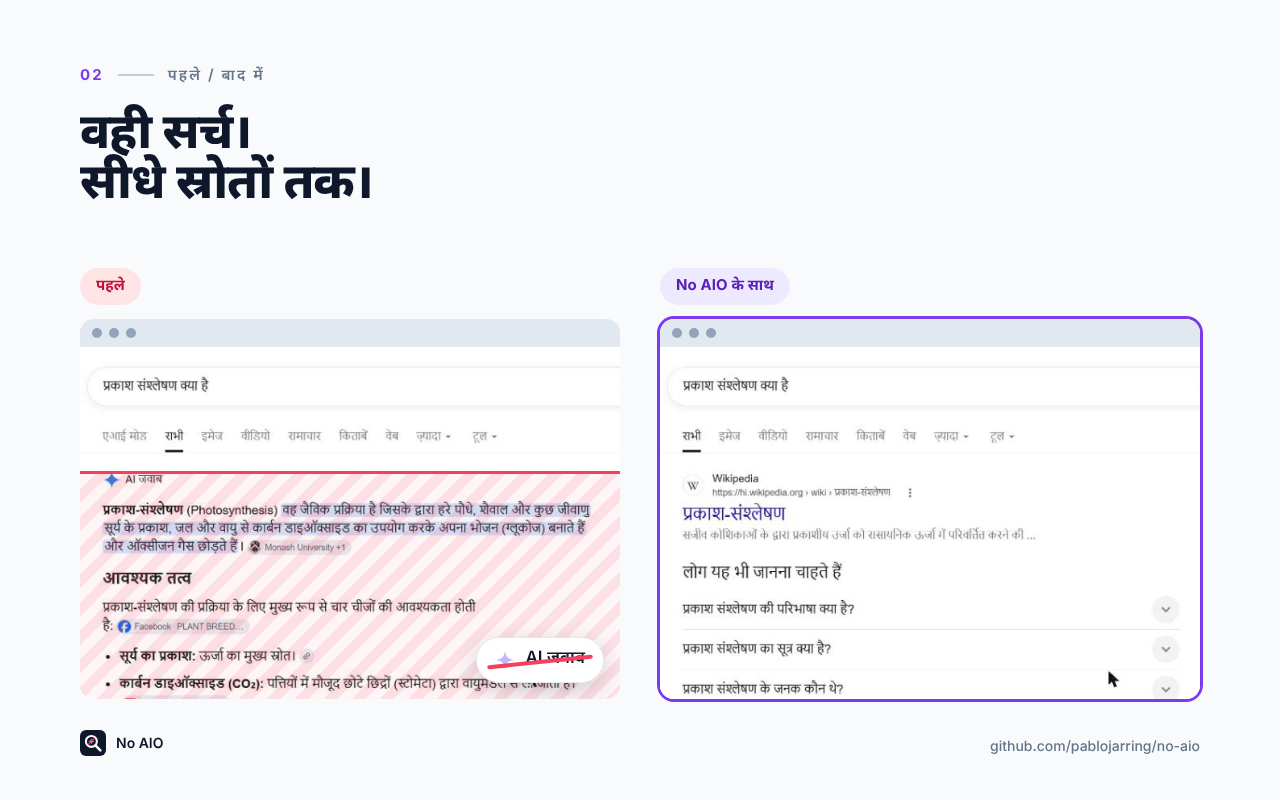 02 — पहले / बाद में
वही सर्च।
सीधे स्रोतों तक।
पहले
प्रकाश संश्लेषण क्या है
एआई मोड सभी इमेज वीडियो समाचार किताबें वेब ज़्यादा टूल
AI जवाब
प्रकाश-संश्लेषण (Photosynthesis) वह जैविक प्रक्रिया है जिसके द्वारा हरे पौधे, शैवाल और कुछ जीवाणु
सूर्य के प्रकाश, जल और वायु से कार्बन डाइऑक्साइड का उपयोग करके अपना भोजन (ग्लूकोज) बनाते हैं
और ऑक्सीजन गैस छोड़ते हैं। Monash University +1
आवश्यक तत्व
प्रकाश-संश्लेषण की प्रक्रिया के लिए मुख्य रूप से चार चीजों की आवश्यकता होती
है: Facebook · PLANT BREED...
• सूर्य का प्रकाश: ऊर्जा का मुख्य स्रोत।
AI जवाब
• कार्बन डाइऑक्साइड (CO₂): पत्तियों में मौजूद छोटे छिद्रों (स्टोमेटा) द्वारा
No AIO के साथ
प्रकाश संश्लेषण क्या है
सभी इमेज वीडियो समाचार किताबें वेब ज़्यादा टूल
W Wikipedia
https://hi.wikipedia.org › wiki › प्रकाश-संश्लेषण
प्रकाश-संश्लेषण
सजीव कोशिकाओं के द्वारा प्रकाशीय उर्जा को रासायनिक ऊर्जा में परिवर्तित करने की ...
लोग यह भी जानना चाहते हैं
प्रकाश संश्लेषण की परिभाषा क्या है?
प्रकाश संश्लेषण का सूत्र क्या है?
प्रकाश संश्लेषण के जनक कौन थे?
No AIO
github.com/pablojarring/no-aio